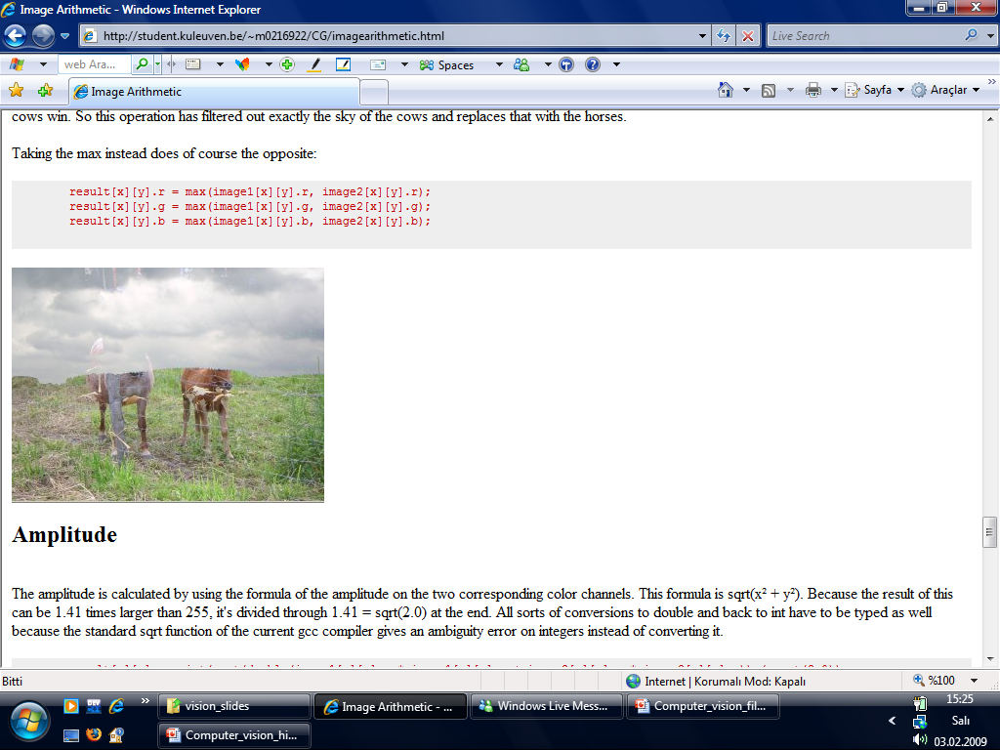 Image Arithmetic - Windows Internet Explorer
http://student.kuleuven.be/~m0216922/CG/imagearithmetic.html
Live Search
web Ara...
Spaces
Image Arithmetic
Sayfa
Araçlar
cows win. So this operation has filtered out exactly the sky of the cows and replaces that with the horses.
Taking the max instead does of course the opposite:
result[x][y].r = max(image1[x][y].r, image2[x][y].r);
result[x][y].g = max(image1[x][y].g, image2[x][y].g);
result[x][y].b = max(image1[x][y].b, image2[x][y].b);
Amplitude
The amplitude is calculated by using the formula of the amplitude on the two corresponding color channels. This formula is sqrt(x² + y²). Because the result of this
can be 1.41 times larger than 255, it's divided through 1.41 = sqrt(2.0) at the end. All sorts of conversions to double and back to int have to be typed as well
because the standard sqrt function of the current gcc compiler gives an ambiguity error on integers instead of converting it.
Bitti
Internet | Korumalı Mod: Kapalı
%100
vision_slides
Image Arithmetic - ...
Windows Live Mess...
Computer_vision_fil...
15:25
Computer_vision_hi...
Salı
03.02.2009